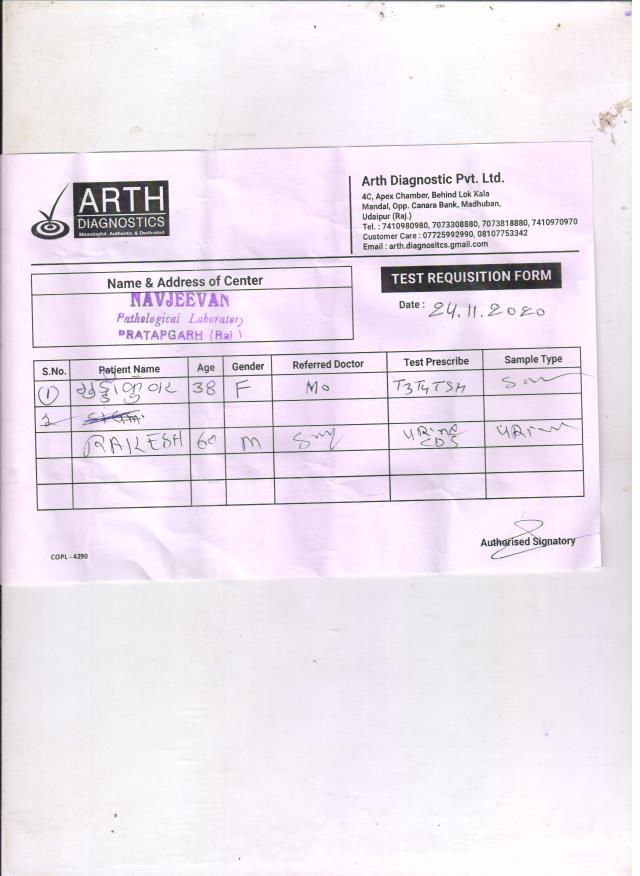 ARTH
DIAGNOSTICS
Meaningful, Authentic & Dedicated
Arth Diagnostic Pvt. Ltd.
4C, Apex Chamber, Behind Lok Kala
Mandal, Opp. Canara Bank, Madhuban,
Udaipur (Raj.)
Tel. : 7410980980, 7073308880, 7073818880, 7410970970
Customer Care : 07725992990, 08107753342
Email : arth.diagnositcs.gmail.com
Name & Address of Center
NAVJEEVAN
Pathological Laboratory
PRATAPGARH (Raj)
TEST REQUISITION FORM
Date : 24.11.2020
S.No. Patient Name Age Gender Referred Doctor Test Prescribe Sample Type
1 38 F Mo T3T4TSH
2
RAKESH 60 M URINE CDS
Authorised Signatory
COPL - 4290